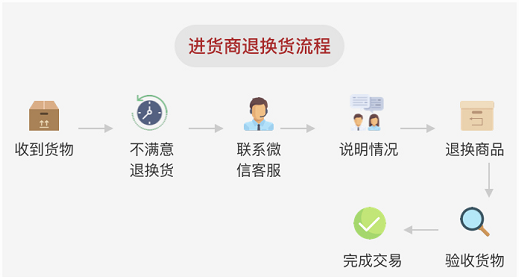 进货商退换货流程
收到货物
不满意
退换货
联系微
信客服
说明情况
退换商品
验收货物
完成交易